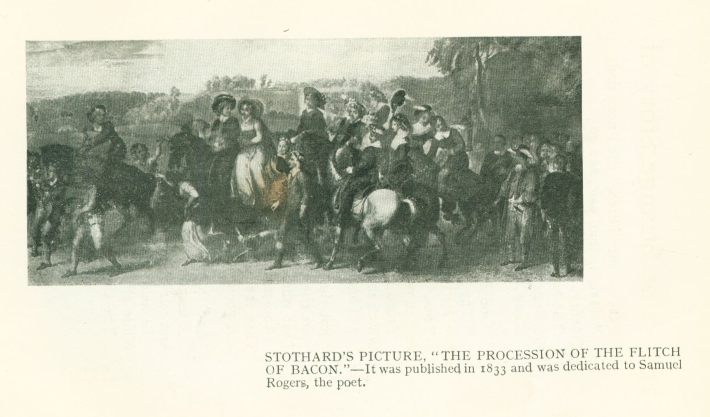 STOTHARD'S PICTURE, "THE PROCESSION OF THE FLITCH
OF BACON."—It was published in 1833 and was dedicated to Samuel
Rogers, the poet.